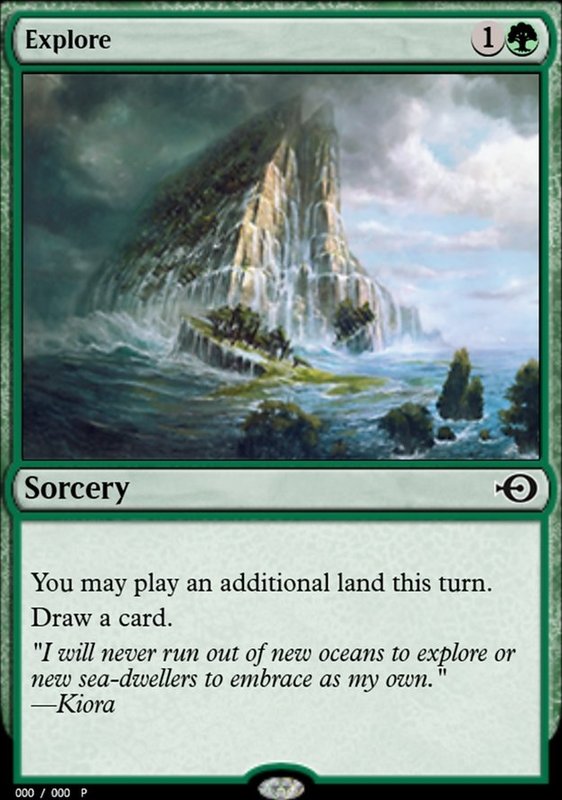 Explore 1
Sorcery
You may play an additional land this turn.
Draw a card.
"I will never run out of new oceans to explore or
new sea-dwellers to embrace as my own."
—Kiora
000 / 000 P